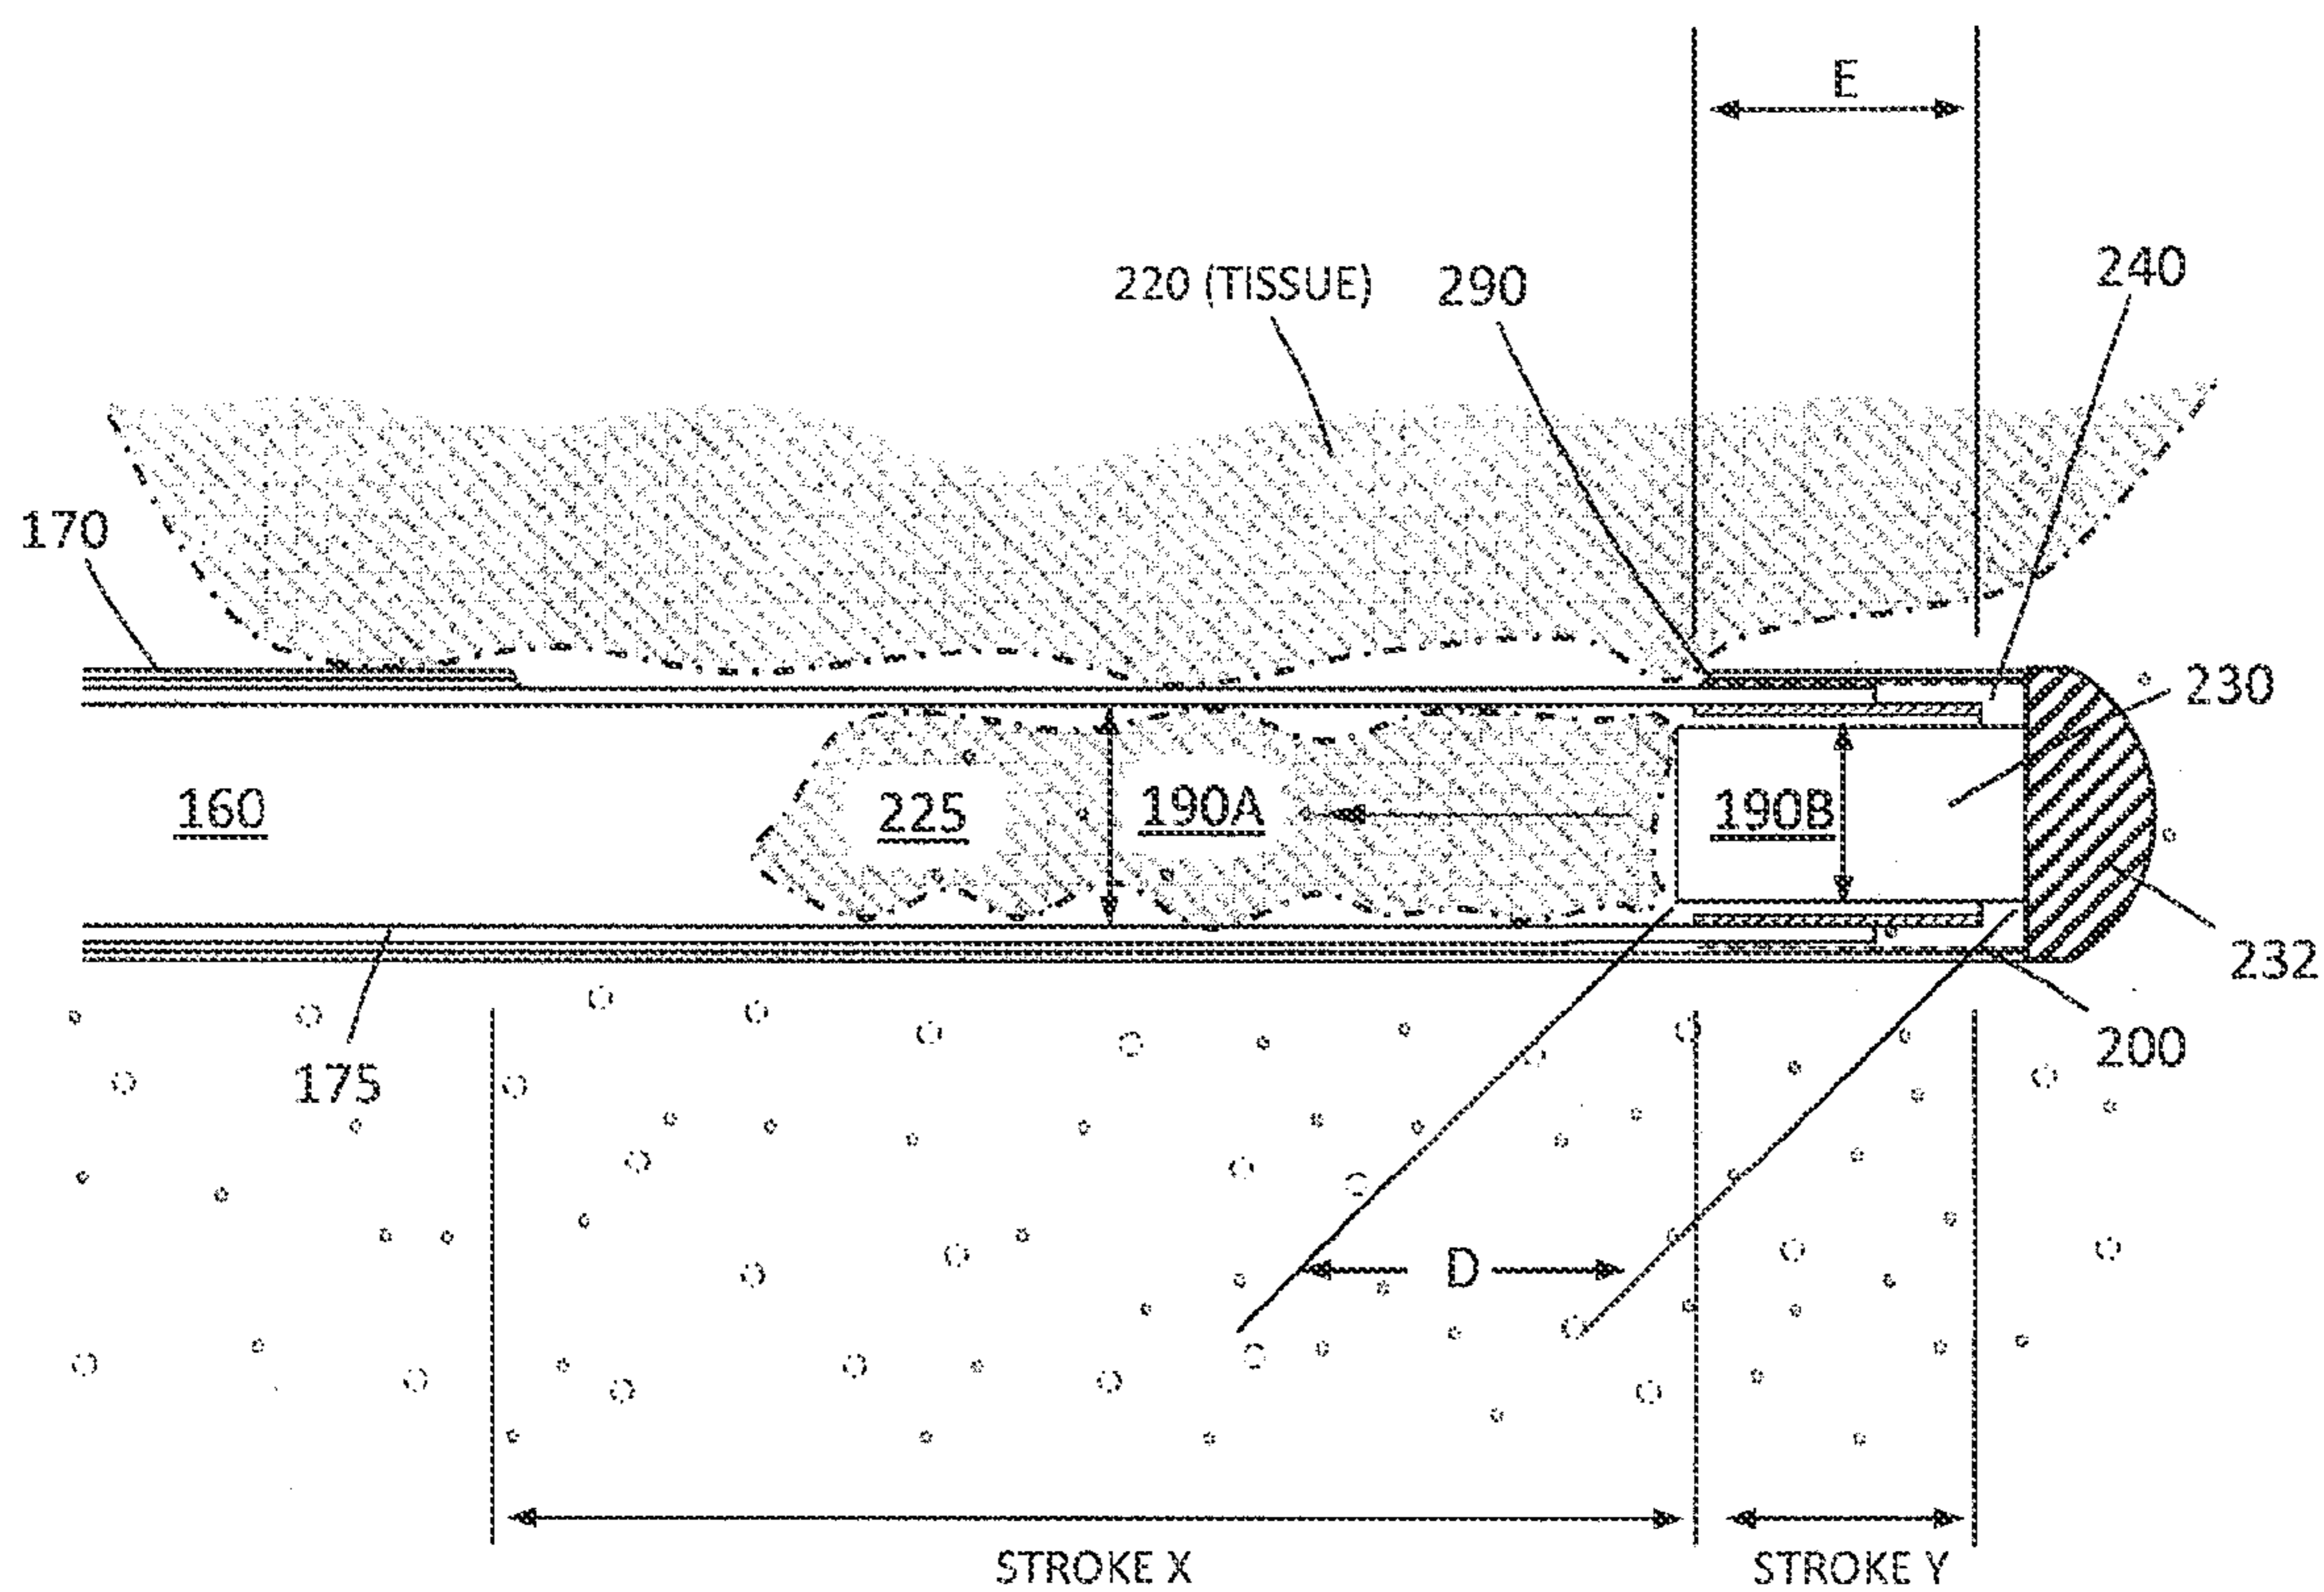 E
220 (TISSUE)
290
240
170
230
160
225
190A
190B
232
200
175
D
STROKE X
STROKE Y